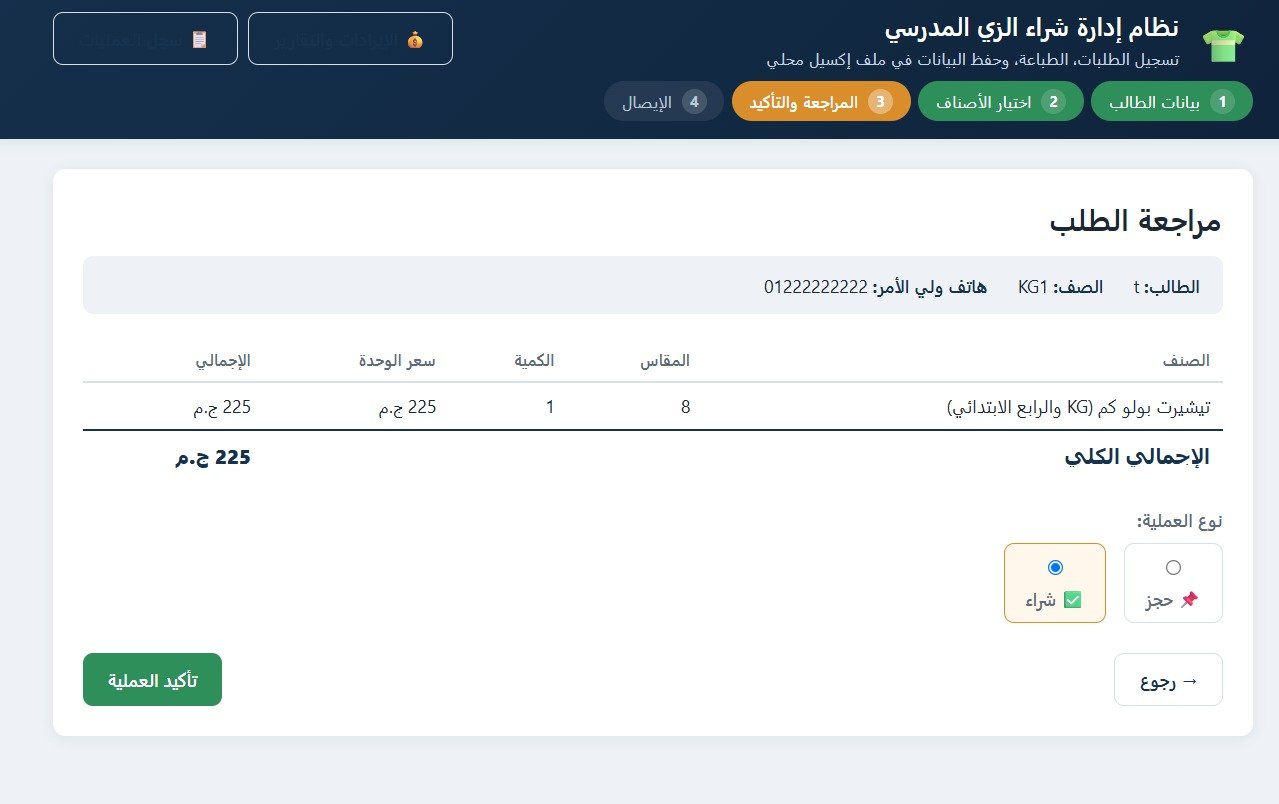 نظام إدارة شراء الزي المدرسي
تسجيل الطلبات، الطباعة، وحفظ البيانات في ملف إكسيل محلي
الإيرادات والتقارير
سجل العمليات
1 بيانات الطالب
2 اختيار الأصناف
3 المراجعة والتأكيد
4 الإيصال
مراجعة الطلب
الطالب: t الصف: KG1 هاتف ولي الأمر: 01222222222
الصنف المقاس الكمية سعر الوحدة الإجمالي
تيشيرت بولو كم (KG والرابع الابتدائي) 8 1 225 ج.م 225 ج.م
الإجمالي الكلي 225 ج.م
نوع العملية:
حجز
شراء
→ رجوع
تأكيد العملية